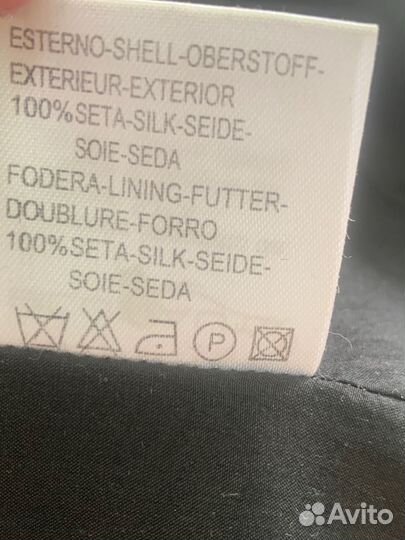 ESTERNO-SHELL-OBERSTOFF-
EXTERIEUR-EXTERIOR
100%SETA-SILK-SEIDE-
SOIE-SEDA
FODERA-LINING-FUTTER-
DOUBLURE-FORRO
100%SETA-SILK-SEIDE-
SOIE-SEDA
P
Avito